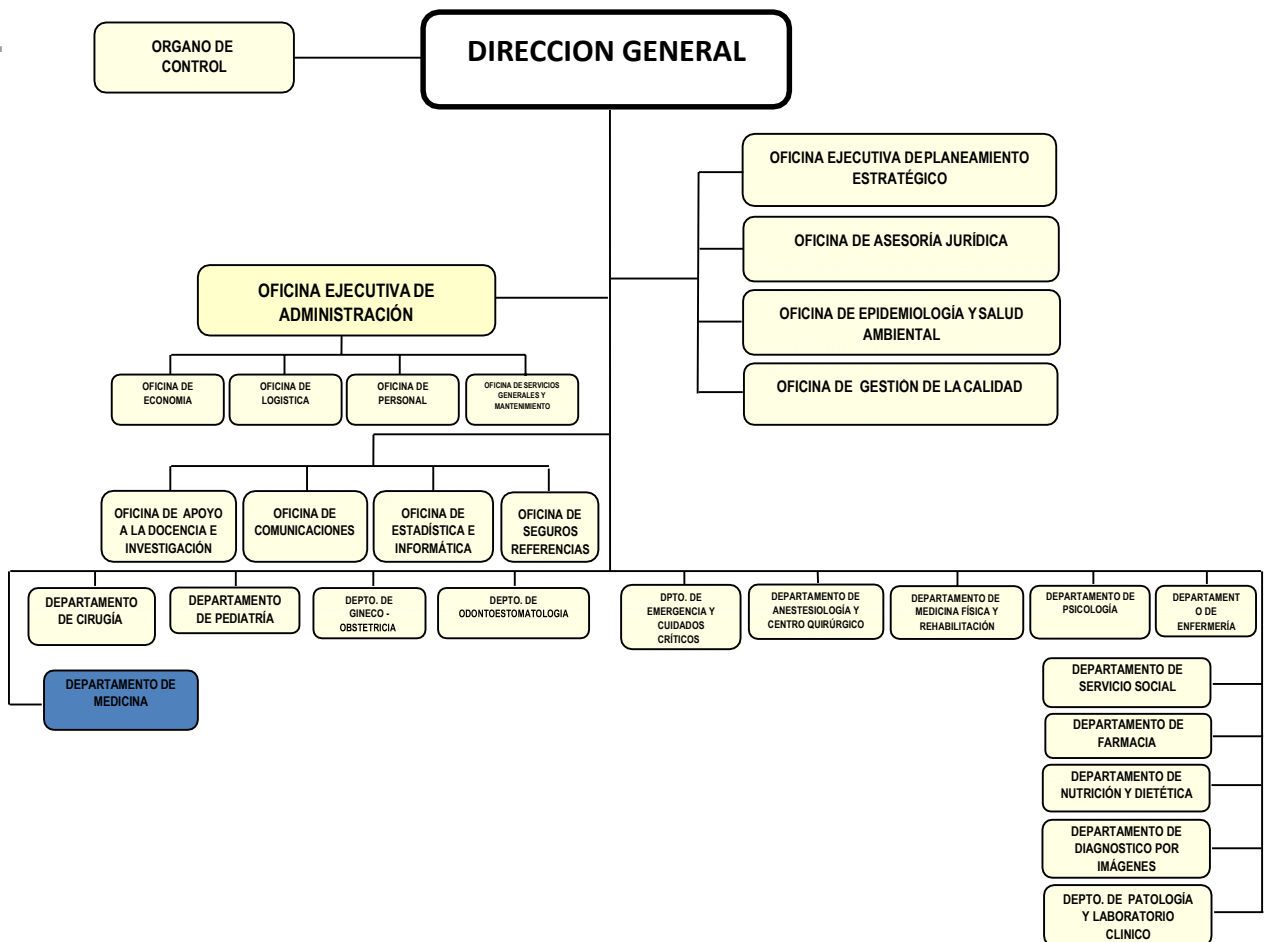 ORGANO DE
CONTROL
DIRECCION GENERAL
OFICINA EJECUTIVA DE PLANEAMIENTO
ESTRATÉGICO
OFICINA DE ASESORÍA JURÍDICA
OFICINA DE EPIDEMIOLOGÍA Y SALUD
AMBIENTAL
OFICINA DE GESTIÓN DE LA CALIDAD
OFICINA EJECUTIVA DE
ADMINISTRACIÓN
OFICINA DE
ECONOMIA
OFICINA DE
LOGISTICA
OFICINA DE
PERSONAL
OFICINA DE SERVICIOS
GENERALES Y
MANTENIMIENTO
OFICINA DE APOYO
A LA DOCENCIA E
INVESTIGACIÓN
OFICINA DE
COMUNICACIONES
OFICINA DE
ESTADÍSTICA E
INFORMÁTICA
OFICINA DE
SEGUROS
REFERENCIAS
DEPARTAMENTO
DE CIRUGÍA
DEPARTAMENTO
DE PEDIATRÍA
DEPTO. DE
GINECO -
OBSTETRICIA
DEPTO. DE
ODONTOESTOMATOLOGIA
DPTO. DE
EMERGENCIA Y
CUIDADOS
CRÍTICOS
DEPARTAMENTO DE
ANESTESIOLOGÍA Y
CENTRO QUIRÚRGICO
DEPARTAMENTO DE
MEDICINA FÍSICA Y
REHABILITACIÓN
DEPARTAMENTO DE
PSICOLOGÍA
DEPARTAMENT
O DE
ENFERMERÍA
DEPARTAMENTO DE
MEDICINA
DEPARTAMENTO DE
SERVICIO SOCIAL
DEPARTAMENTO DE
FARMACIA
DEPARTAMENTO DE
NUTRICIÓN Y DIETÉTICA
DEPARTAMENTO DE
DIAGNOSTICO POR
IMÁGENES
DEPTO. DE PATOLOGÍA
Y LABORATORIO
CLINICO